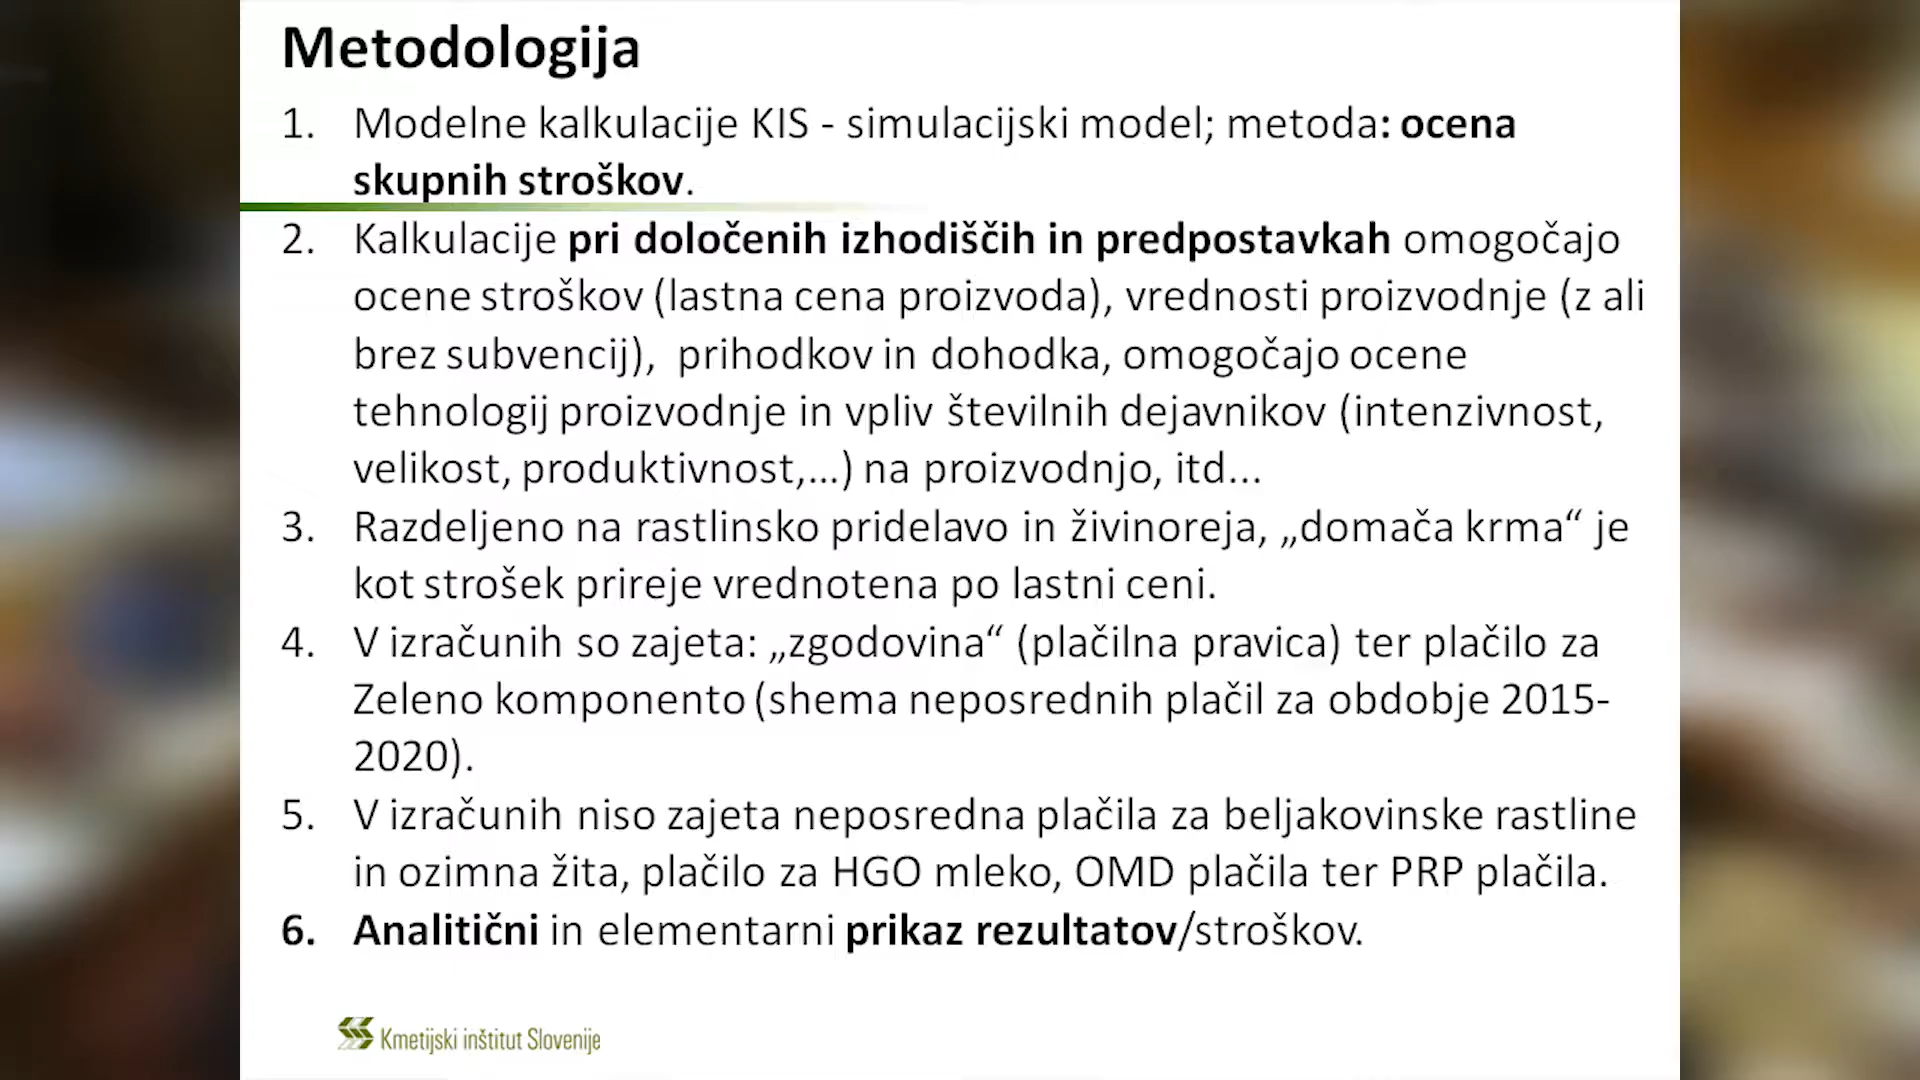 Metodologija
1. Modelne kalkulacije KIS - simulacijski model; metoda: ocena
skupnih stroškov.
2. Kalkulacije pri določenih izhodiščih in predpostavkah omogočajo
ocene stroškov (lastna cena proizvoda), vrednosti proizvodnje (z ali
brez subvencij), prihodkov in dohodka, omogočajo ocene
tehnologij proizvodnje in vpliv številnih dejavnikov (intenzivnost,
velikost, produktivnost,...) na proizvodnjo, itd...
3. Razdeljeno na rastlinsko pridelavo in živinoreja, „domača krma“ je
kot strošek prireje vrednotena po lastni ceni.
4. V izračunih so zajeta: „zgodovina“ (plačilna pravica) ter plačilo za
Zeleno komponento (shema neposrednih plačil za obdobje 2015-
2020).
5. V izračunih niso zajeta neposredna plačila za beljakovinske rastline
in ozimna žita, plačilo za HGO mleko, OMD plačila ter PRP plačila.
6. Analitični in elementarni prikaz rezultatov/stroškov.
Kmetijski inštitut Slovenije